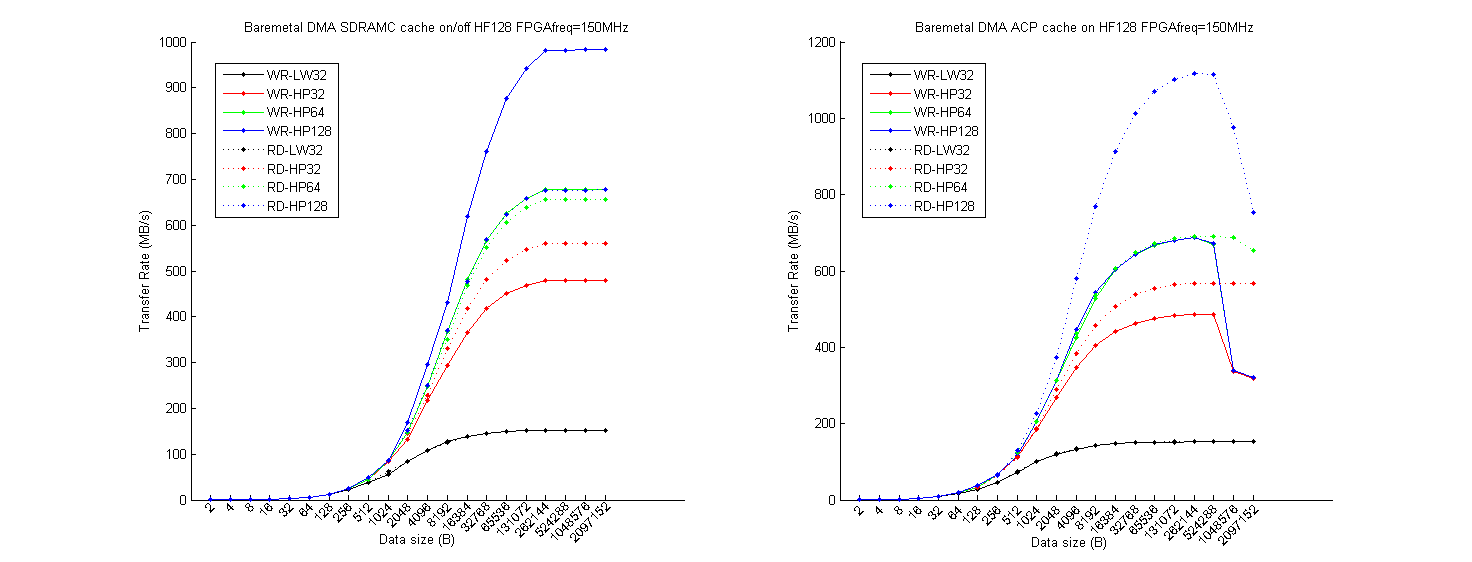 Baremetal DMA SDRAMC cache on/off HF128 FPGAfreq=150MHz
1000
900
800
700
600
500
400
300
200
100
0
Transfer Rate (MB/s)
WR-LW32
WR-HP32
WR-HP64
WR-HP128
RD-LW32
RD-HP32
RD-HP64
RD-HP128
2 4 8 16 32 64 128 256 512 1024 2048 4096 8192 16384 32768 65536 131072 262144 524288 1048576 2097152
Data size (B)
Baremetal DMA ACP cache on HF128 FPGAfreq=150MHz
1200
1000
800
600
400
200
0
Transfer Rate (MB/s)
WR-LW32
WR-HP32
WR-HP64
WR-HP128
RD-LW32
RD-HP32
RD-HP64
RD-HP128
2 4 8 16 32 64 128 256 512 1024 2048 4096 8192 16384 32768 65536 131072 262144 524288 1048576 2097152
Data size (B)